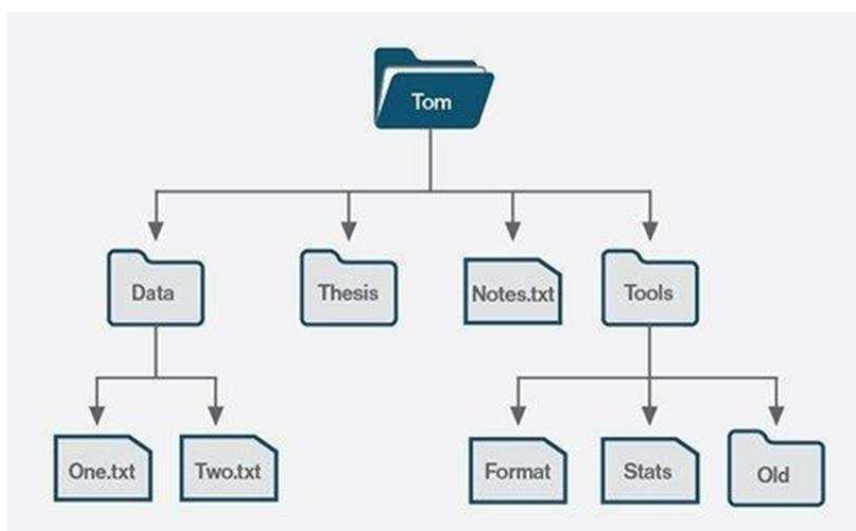 Tom
Data
Thesis
Notes.txt
Tools
One.txt
Two.txt
Format
Stats
Old